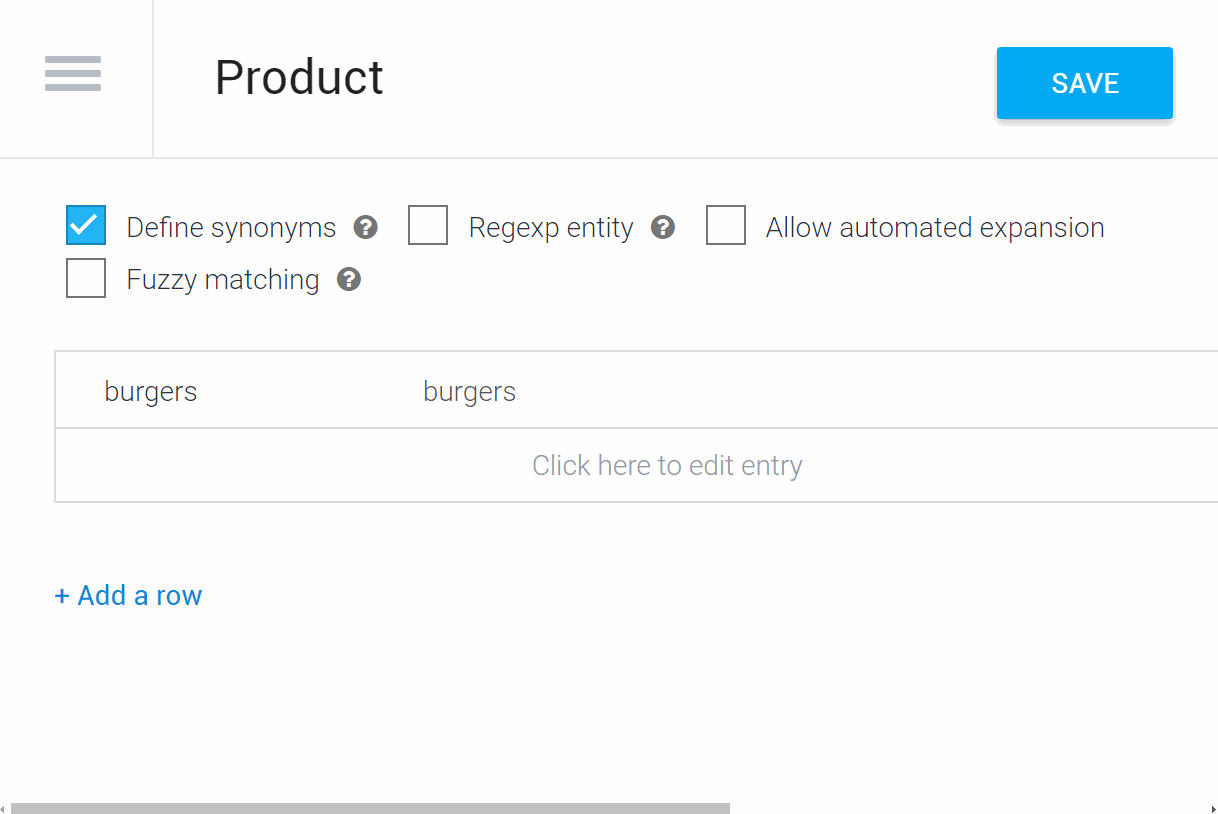 Product
SAVE
Define synonyms ? Regexp entity ? Allow automated expansion
Fuzzy matching ?
burgers burgers
Click here to edit entry
+ Add a row